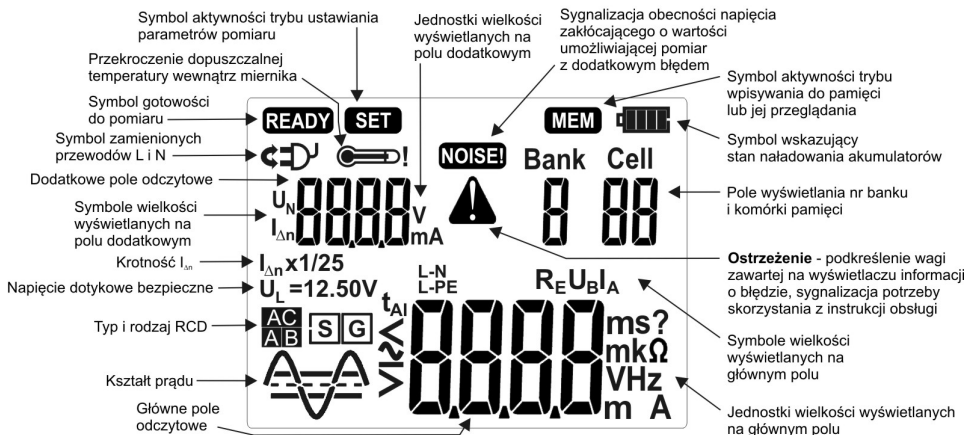 Symbol aktywności trybu ustawiania
parametrów pomiaru
Jednostki wielkości
wyświetlanych na
polu dodatkowym
Sygnalizacja obecności napięcia
zakłócającego o wartości
umożliwiającej pomiar
z dodatkowym błędem
Przekroczenie dopuszczalnej
temperatury wewnątrz miernika
Symbol aktywności trybu
wpisywania do pamięci
lub jej przeglądania
Symbol gotowości
do pomiaru
READY SET
MEM
Symbol zamienionych
przewodów L i N
!
NOISE!
Bank Cell
Symbol wskazujący
stan naładowania akumulatorów
Dodatkowe pole odczytowe
Symbole wielkości
wyświetlanych na
polu dodatkowym
U_N
I_Δn
8.8.8.8
V
mA
!
8 88
Pole wyświetlania nr banku
i komórki pamięci
Krotność I_Δn
I_Δn x1/25
Napięcie dotykowe bezpieczne
U_L =12.50V
L-N
L-PE
R_E U_B I_A
Ostrzeżenie - podkreślenie wagi
zawartej na wyświetlaczu informacji
o błędzie, sygnalizacja potrzeby
skorzystania z instrukcji obsługi
Typ i rodzaj RCD
AC
A B
S G
t_AI
8.8.8.8
ms?
mkΩ
VHz
m A
Symbole wielkości
wyświetlanych na
głównym polu
Kształt prądu
Główne pole
odczytowe
Jednostki wielkości wyświetlanych
na głównym polu